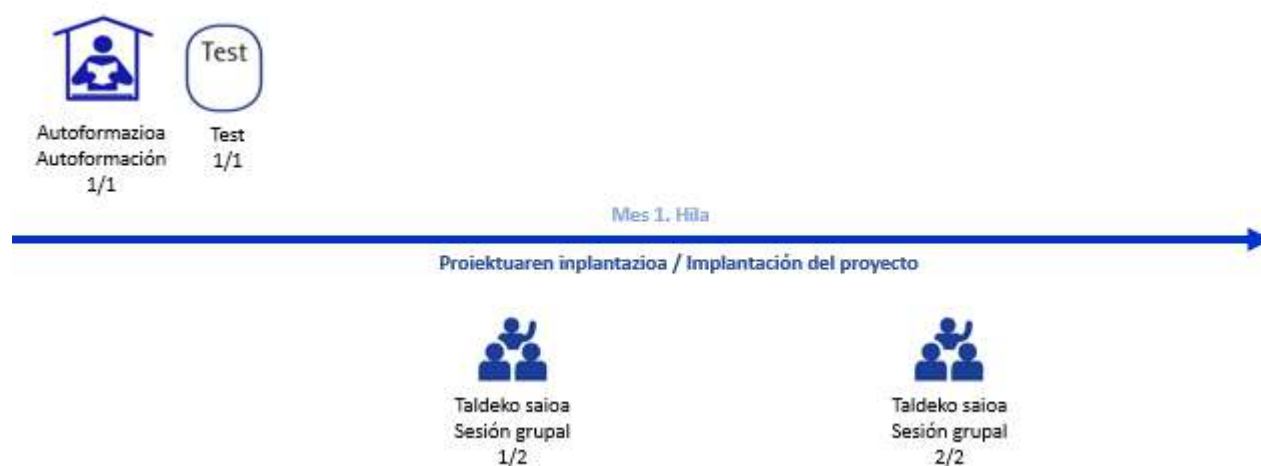 Test
Autoformazioa
Autoformación
1/1
Test
1/1
Mes 1. Hila
Proiektuaren inplantazioa / Implantación del proyecto
Taldeko saioa
Sesión grupal
1/2
Taldeko saioa
Sesión grupal
2/2